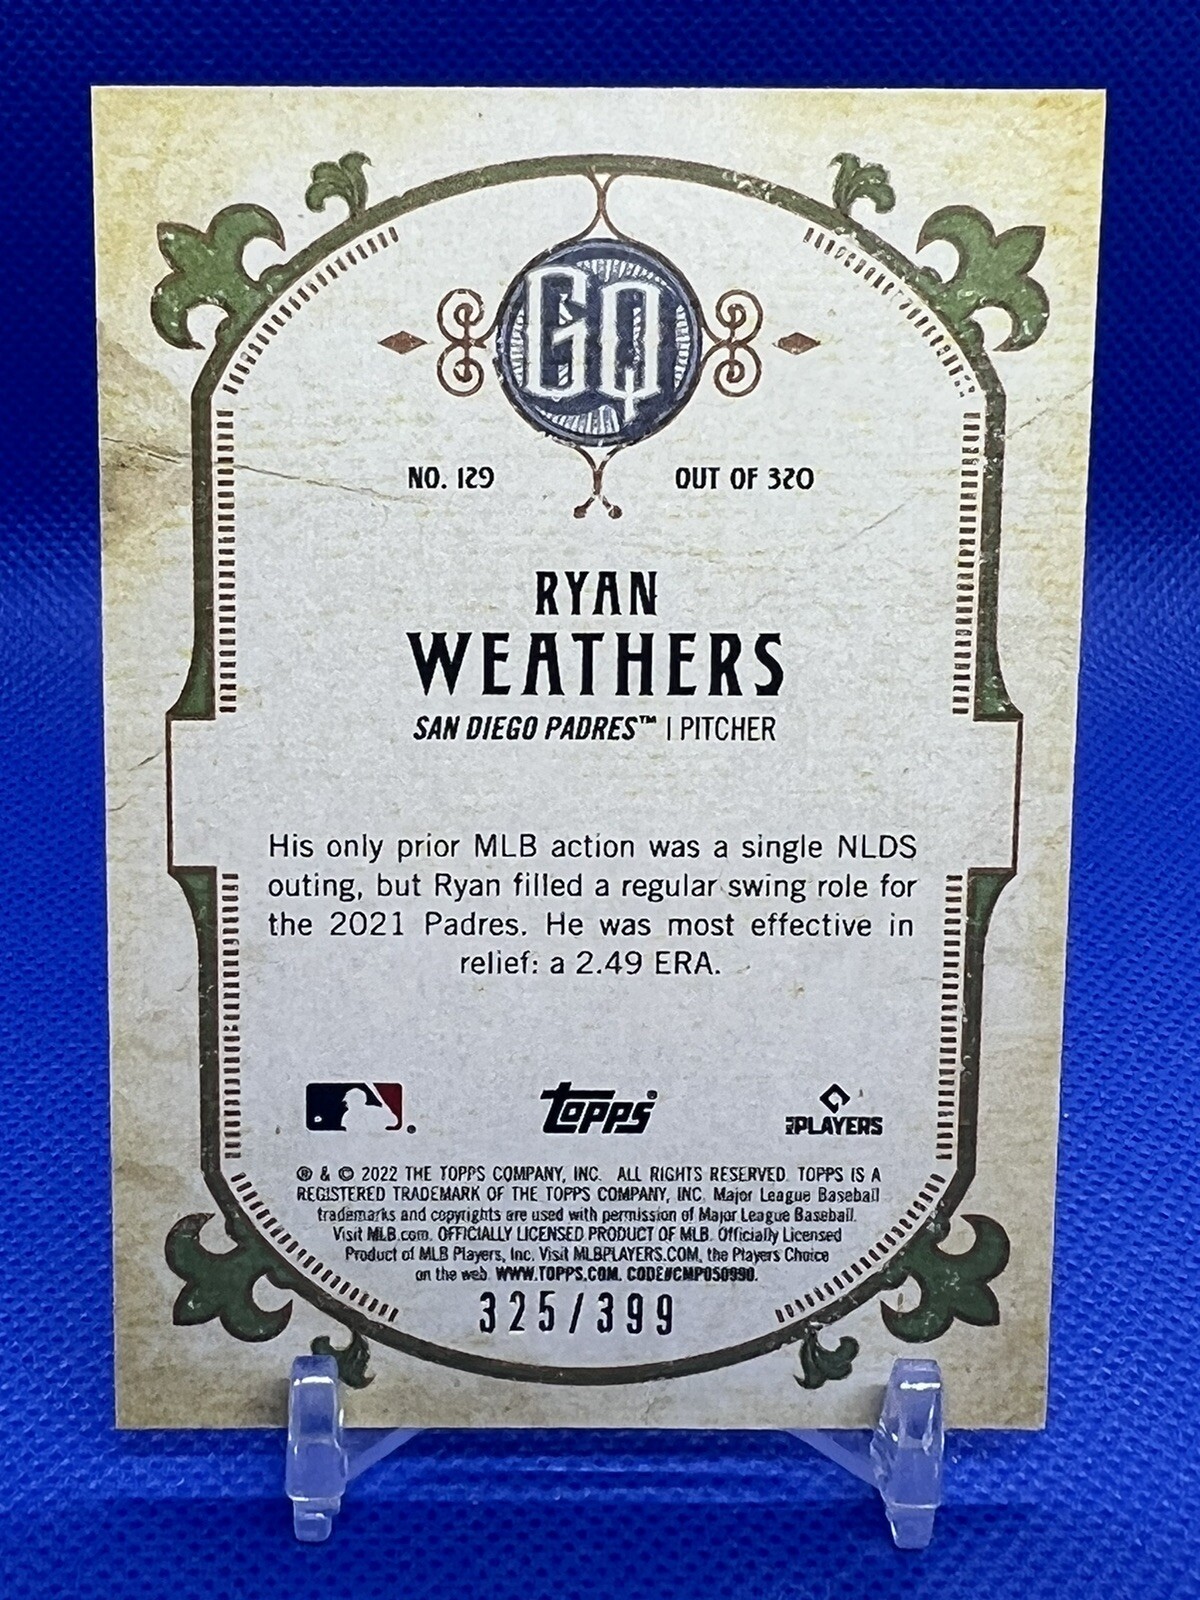 GQ
NO. 129 OUT OF 320
RYAN
WEATHERS
SAN DIEGO PADRES™ | PITCHER
His only prior MLB action was a single NLDS
outing, but Ryan filled a regular swing role for
the 2021 Padres. He was most effective in
relief: a 2.49 ERA.
topps® MLB PLAYERS
® & © 2022 THE TOPPS COMPANY, INC. ALL RIGHTS RESERVED. TOPPS IS A
REGISTERED TRADEMARK OF THE TOPPS COMPANY, INC. Major League Baseball
trademarks and copyrights are used with permission of Major League Baseball.
Visit MLB.com. OFFICIALLY LICENSED PRODUCT OF MLB. Officially Licensed
Product of MLB Players, Inc. Visit MLBPLAYERS.COM, the Players Choice
on the web. WWW.TOPPS.COM. CODE#CMP050990.
325/399